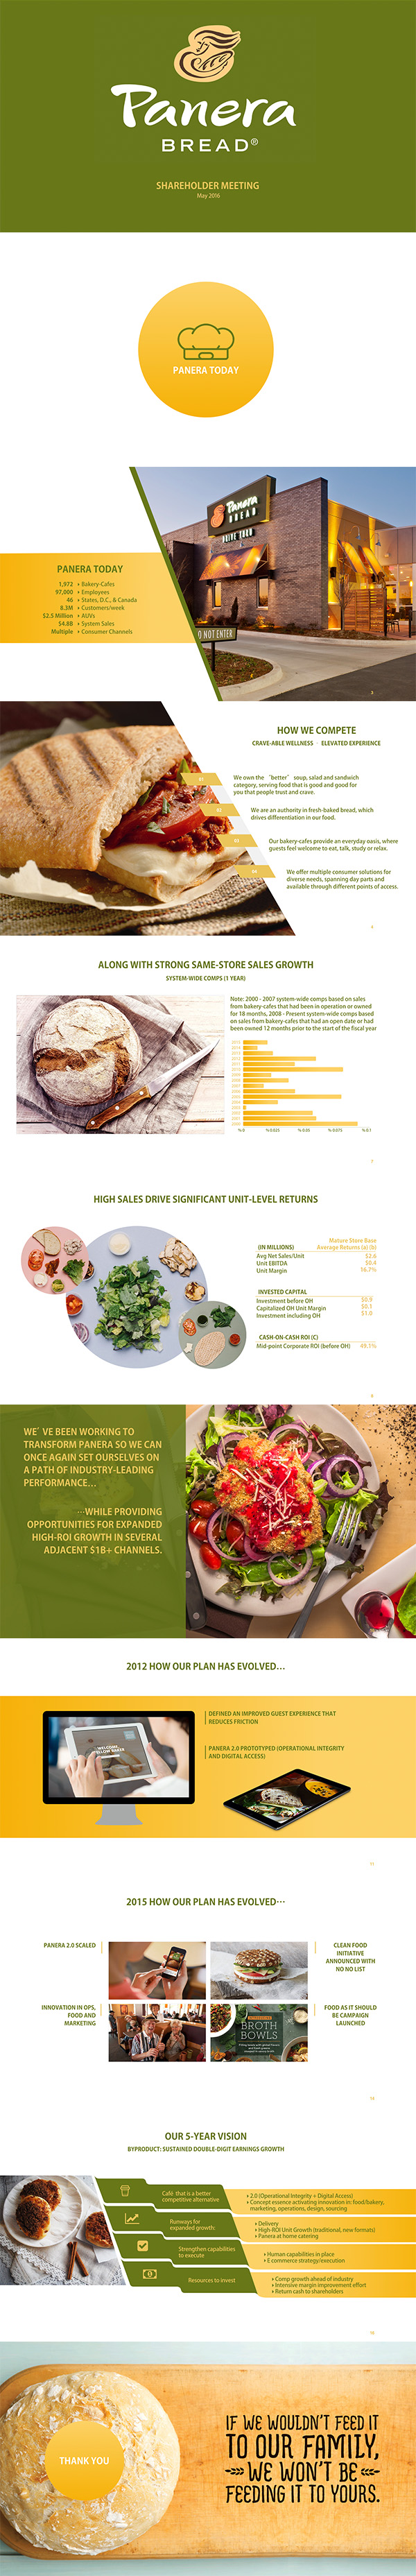 Panera
BREAD®
SHAREHOLDER MEETING
May 2016
PANERA TODAY
Panera
BREAD
DRIVE THRU
DO NOT ENTER
PANERA TODAY
1,972 Bakery-Cafes
97,000 Employees
46 States, D.C., & Canada
8.3M Customers/week
$2.5 Million AUVs
$4.8B System Sales
Multiple Consumer Channels
HOW WE COMPETE
CRAVE-ABLE WELLNESS · ELEVATED EXPERIENCE
01
We own the “better” soup, salad and sandwich
category, serving food that is good and good for
you that people trust and crave.
02
We are an authority in fresh-baked bread, which
drives differentiation in our food.
03
Our bakery-cafes provide an everyday oasis, where
guests feel welcome to eat, talk, study or relax.
04
We offer multiple consumer solutions for
diverse needs, spanning day parts and
available through different points of access.
ALONG WITH STRONG SAME-STORE SALES GROWTH
SYSTEM-WIDE COMPS (1 YEAR)
Note: 2000 - 2007 system-wide comps based on sales
from bakery-cafes that had been in operation or owned
for 18 months, 2008 - Present system-wide comps based
on sales from bakery-cafes that had an open date or had
been owned 12 months prior to the start of the fiscal year
%0 %0.025 %0.05 %0.075 %0.1
HIGH SALES DRIVE SIGNIFICANT UNIT-LEVEL RETURNS
Mature Store Base
(IN MILLIONS) Average Returns (a) (b)
Avg Net Sales/Unit $2.6
Unit EBITDA $0.4
Unit Margin 16.7%
INVESTED CAPITAL
Investment before OH $0.9
Capitalized OH Unit Margin $0.1
Investment including OH $1.0
CASH-ON-CASH ROI (C)
Mid-point Corporate ROI (before OH) 49.1%
WE’ VE BEEN WORKING TO
TRANSFORM PANERA SO WE CAN
ONCE AGAIN SET OURSELVES ON
A PATH OF INDUSTRY-LEADING
PERFORMANCE…
…WHILE PROVIDING
OPPORTUNITIES FOR EXPANDED
HIGH-ROI GROWTH IN SEVERAL
ADJACENT $1B+ CHANNELS.
2012 HOW OUR PLAN HAS EVOLVED…
DEFINED AN IMPROVED GUEST EXPERIENCE THAT
REDUCES FRICTION
WELCOME
FELLOW BAKER
PANERA 2.0 PROTOTYPED (OPERATIONAL INTEGRITY
AND DIGITAL ACCESS)
11
2015 HOW OUR PLAN HAS EVOLVED…
PANERA 2.0 SCALED
CLEAN FOOD
INITIATIVE
ANNOUNCED WITH
NO NO LIST
INNOVATION IN OPS,
FOOD AND
MARKETING
BROTH
BOWLS
FOOD AS IT SHOULD
BE CAMPAIGN
LAUNCHED
14
OUR 5-YEAR VISION
BYPRODUCT: SUSTAINED DOUBLE-DIGIT EARNINGS GROWTH
Café that is a better
competitive alternative
2.0 (Operational Integrity + Digital Access)
Concept essence activating innovation in: food/bakery,
marketing, operations, design, sourcing
Runways for
expanded growth:
Delivery
High-ROI Unit Growth (traditional, new formats)
Panera at home catering
Strengthen capabilities
to execute
Human capabilities in place
E commerce strategy/execution
Resources to invest
Comp growth ahead of industry
Intensive margin improvement effort
Return cash to shareholders
THANK YOU
IF WE WOULDN'T FEED IT
TO OUR FAMILY,
WE WON'T BE
FEEDING IT TO YOURS.